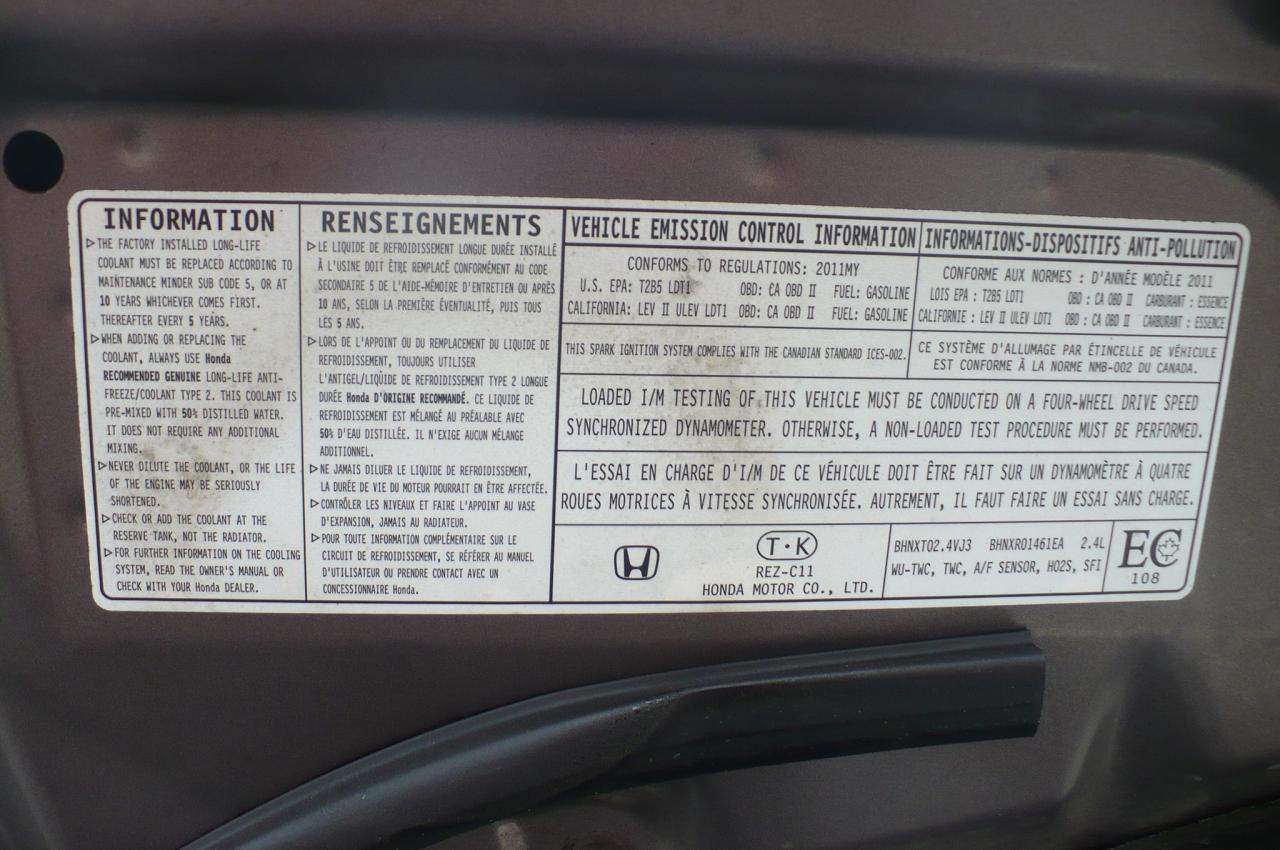 INFORMATION
▷THE FACTORY INSTALLED LONG-LIFE
COOLANT MUST BE REPLACED ACCORDING TO
MAINTENANCE MINDER SUB CODE 5, OR AT
10 YEARS WHICHEVER COMES FIRST.
THEREAFTER EVERY 5 YEARS.
▷WHEN ADDING OR REPLACING THE
COOLANT, ALWAYS USE Honda
RECOMMENDED GENUINE LONG-LIFE ANTI-
FREEZE/COOLANT TYPE 2. THIS COOLANT IS
PRE-MIXED WITH 50% DISTILLED WATER.
IT DOES NOT REQUIRE ANY ADDITIONAL
MIXING.
▷NEVER DILUTE THE COOLANT, OR THE LIFE
OF THE ENGINE MAY BE SERIOUSLY
SHORTENED.
▷CHECK OR ADD THE COOLANT AT THE
RESERVE TANK, NOT THE RADIATOR.
▷FOR FURTHER INFORMATION ON THE COOLING
SYSTEM, READ THE OWNER'S MANUAL OR
CHECK WITH YOUR Honda DEALER.
RENSEIGNEMENTS
▷LE LIQUIDE DE REFROIDISSEMENT LONGUE DURÉE INSTALLÉ
À L'USINE DOIT ÊTRE REMPLACÉ CONFORMÉMENT AU CODE
SECONDAIRE 5 DE L'AIDE-MÉMOIRE D'ENTRETIEN OU APRÈS
10 ANS, SELON LA PREMIÈRE ÉVENTUALITÉ, PUIS TOUS
LES 5 ANS.
▷LORS DE L'APPOINT OU DU REMPLACEMENT DU LIQUIDE DE
REFROIDISSEMENT, TOUJOURS UTILISER
L'ANTIGEL/LIQUIDE DE REFROIDISSEMENT TYPE 2 LONGUE
DURÉE Honda D'ORIGINE RECOMMANDÉ. CE LIQUIDE DE
REFROIDISSEMENT EST MÉLANGÉ AU PRÉALABLE AVEC
50% D'EAU DISTILLÉE. IL N'EXIGE AUCUN MÉLANGE
ADDITIONNEL.
▷NE JAMAIS DILUER LE LIQUIDE DE REFROIDISSEMENT,
LA DURÉE DE VIE DU MOTEUR POURRAIT EN ÊTRE AFFECTÉE.
▷CONTRÔLER LES NIVEAUX ET FAIRE L'APPOINT AU VASE
D'EXPANSION, JAMAIS AU RADIATEUR.
▷POUR TOUTE INFORMATION COMPLÉMENTAIRE SUR LE
CIRCUIT DE REFROIDISSEMENT, SE RÉFÉRER AU MANUEL
D'UTILISATEUR OU PRENDRE CONTACT AVEC UN
CONCESSIONNAIRE Honda.
VEHICLE EMISSION CONTROL INFORMATION
CONFORMS TO REGULATIONS: 2011MY
U.S. EPA: T2B5 LDT1 OBD: CA OBD II FUEL: GASOLINE
CALIFORNIA: LEV II ULEV LDT1 OBD: CA OBD II FUEL: GASOLINE
THIS SPARK IGNITION SYSTEM COMPLIES WITH THE CANADIAN STANDARD ICES-002.
INFORMATIONS-DISPOSITIFS ANTI-POLLUTION
CONFORME AUX NORMES : D'ANNÉE MODÈLE 2011
LOIS EPA : T2B5 LDT1 OBD : CA OBD II CARBURANT : ESSENCE
CALIFORNIE : LEV II ULEV LDT1 OBD : CA OBD II CARBURANT : ESSENCE
CE SYSTÈME D'ALLUMAGE PAR ÉTINCELLE DE VÉHICULE
EST CONFORME À LA NORME NMB-002 DU CANADA.
LOADED I/M TESTING OF THIS VEHICLE MUST BE CONDUCTED ON A FOUR-WHEEL DRIVE SPEED
SYNCHRONIZED DYNAMOMETER. OTHERWISE, A NON-LOADED TEST PROCEDURE MUST BE PERFORMED.
L'ESSAI EN CHARGE D'I/M DE CE VÉHICULE DOIT ÊTRE FAIT SUR UN DYNAMOMÈTRE À QUATRE
ROUES MOTRICES À VITESSE SYNCHRONISÉE. AUTREMENT, IL FAUT FAIRE UN ESSAI SANS CHARGE.
T·K
REZ-C11
HONDA MOTOR CO., LTD.
BHNXT02.4VJ3 BHNXR01461EA 2.4L
WU-TWC, TWC, A/F SENSOR, HO2S, SFI
EC
108